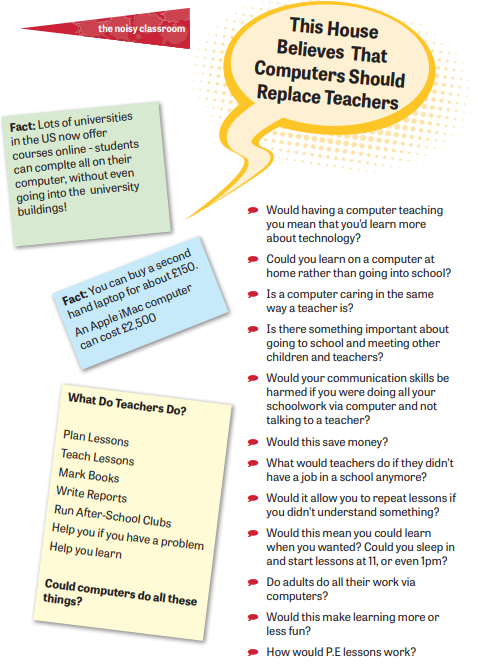 the noisy classroom
This House
Believes That
Computers Should
Replace Teachers
Fact: Lots of universities
in the US now offer
courses online - students
can complte all on their
computer, without even
going into the university
buildings!
Fact: You can buy a second
hand laptop for about £150.
An Apple iMac computer
can cost £2,500
What Do Teachers Do?
Plan Lessons
Teach Lessons
Mark Books
Write Reports
Run After-School Clubs
Help you if you have a problem
Help you learn
Could computers do all these
things?
Would having a computer teaching
you mean that you'd learn more
about technology?
Could you learn on a computer at
home rather than going into school?
Is a computer caring in the same
way a teacher is?
Is there something important about
going to school and meeting other
children and teachers?
Would your communication skills be
harmed if you were doing all your
schoolwork via computer and not
talking to a teacher?
Would this save money?
What would teachers do if they didn't
have a job in a school anymore?
Would it allow you to repeat lessons if
you didn't understand something?
Would this mean you could learn
when you wanted? Could you sleep in
and start lessons at 11, or even 1pm?
Do adults do all their work via
computers?
Would this make learning more or
less fun?
How would P.E lessons work?